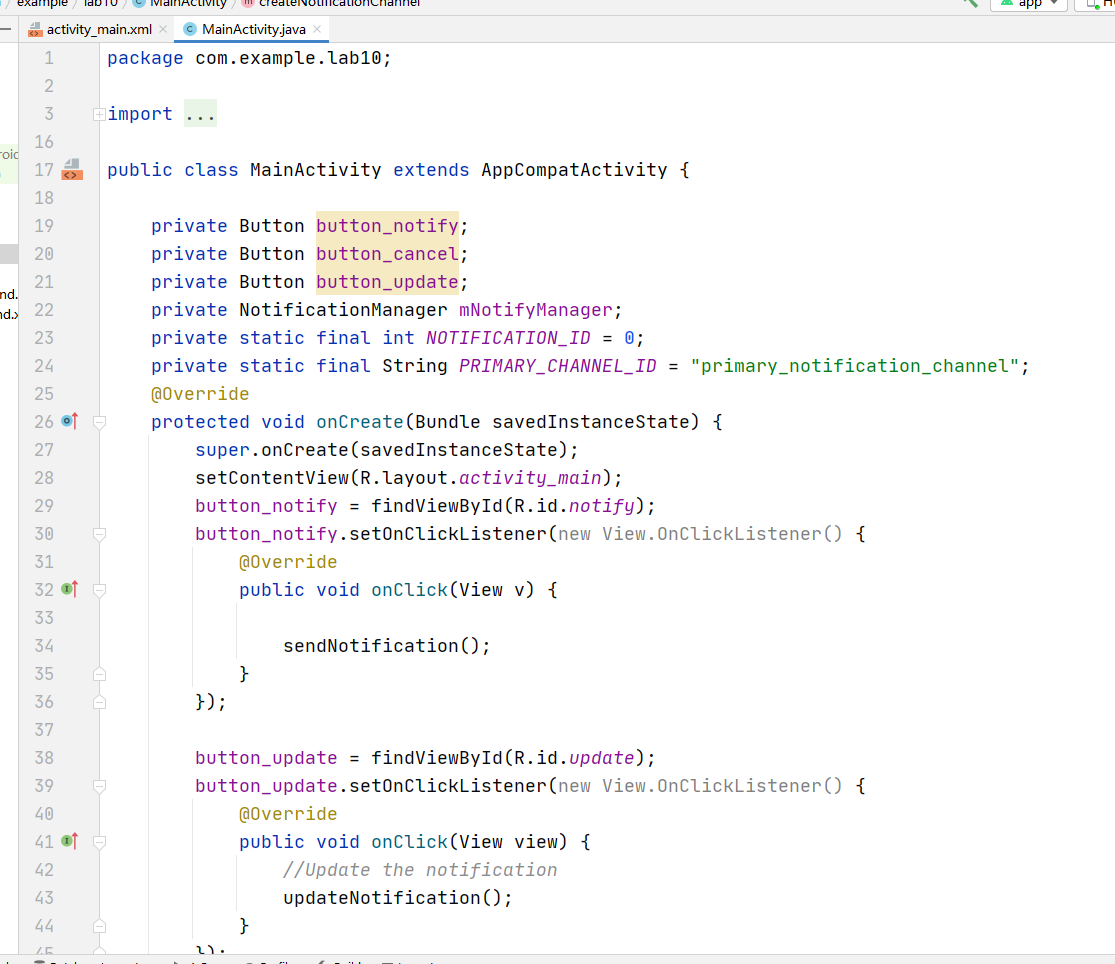 example lab10 MainActivity createNotificationChannel app
activity_main.xml MainActivity.java
1 package com.example.lab10;
2
3 import ...
16
17 public class MainActivity extends AppCompatActivity {
18
19 private Button button_notify;
20 private Button button_cancel;
21 private Button button_update;
22 private NotificationManager mNotifyManager;
23 private static final int NOTIFICATION_ID = 0;
24 private static final String PRIMARY_CHANNEL_ID = "primary_notification_channel";
25 @Override
26 protected void onCreate(Bundle savedInstanceState) {
27 super.onCreate(savedInstanceState);
28 setContentView(R.layout.activity_main);
29 button_notify = findViewById(R.id.notify);
30 button_notify.setOnClickListener(new View.OnClickListener() {
31 @Override
32 public void onClick(View v) {
33
34 sendNotification();
35 }
36 });
37
38 button_update = findViewById(R.id.update);
39 button_update.setOnClickListener(new View.OnClickListener() {
40 @Override
41 public void onClick(View view) {
42 //Update the notification
43 updateNotification();
44 }
45 });